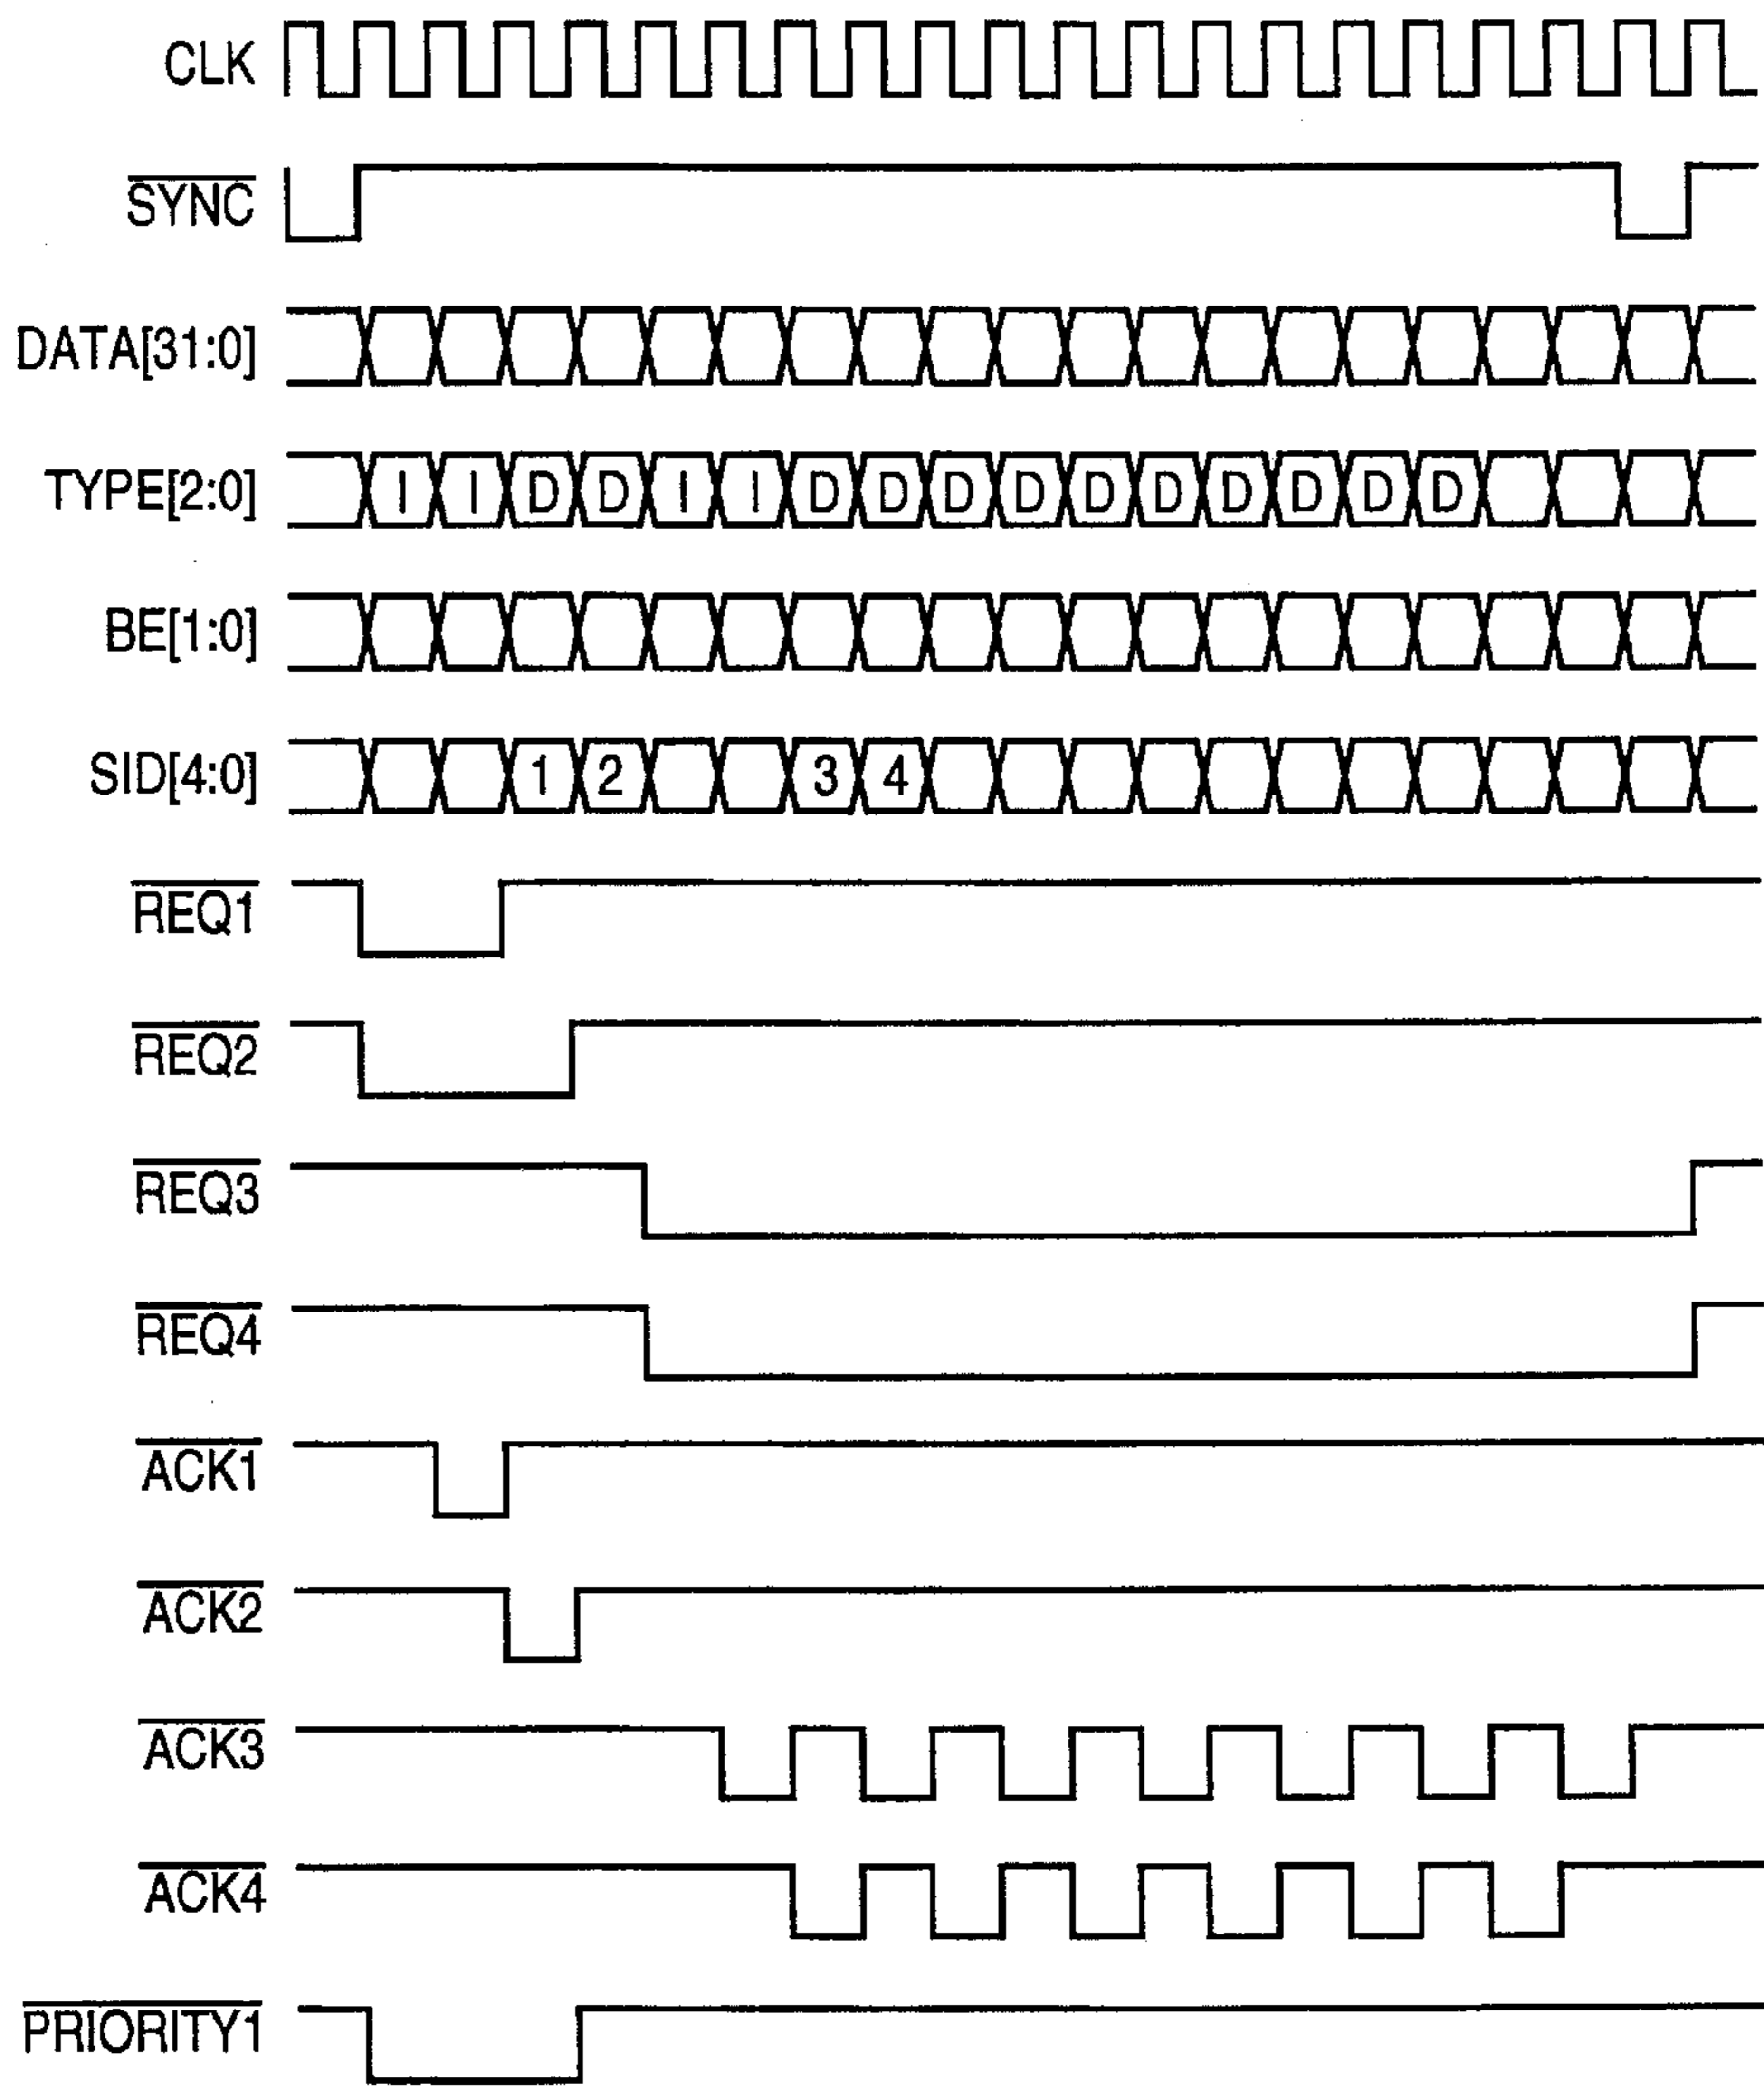 CLK
SYNC
DATA[31:0]
TYPE[2:0] I I D D I I D D D D D D D D D D
BE[1:0]
SID[4:0] 1 2 3 4
REQ1
REQ2
REQ3
REQ4
ACK1
ACK2
ACK3
ACK4
PRIORITY1